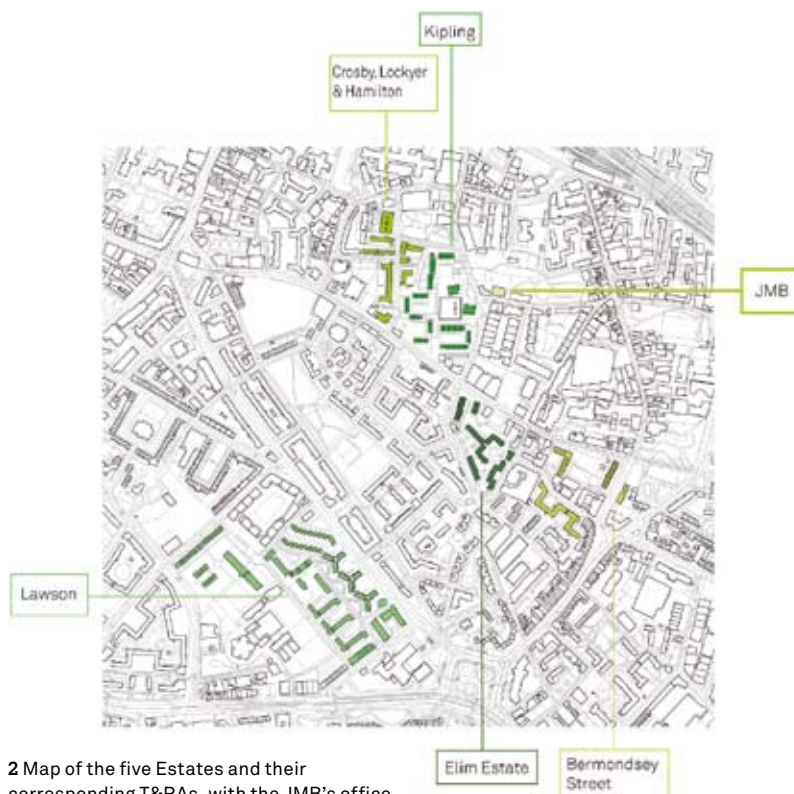 Kipling
Crosby, Lockyer
& Hamilton
JMB
Lawson
Elim Estate
Bermondsey
Street
2 Map of the five Estates and their
corresponding T&RAs, with the JMB's office